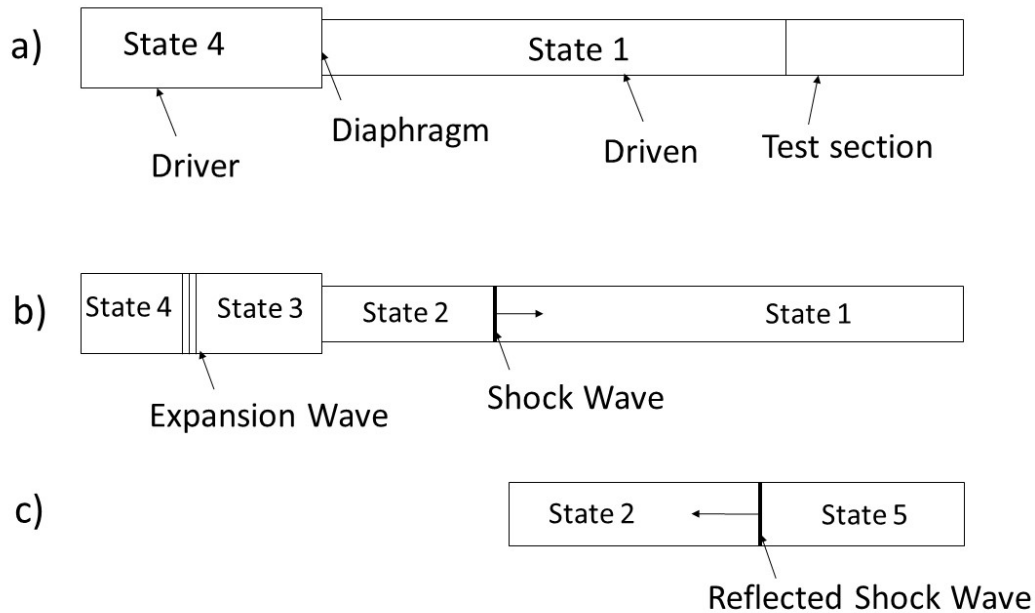 a)
State 4
State 1
Diaphragm
Driver
Driven
Test section
b)
State 4
State 3
State 2
State 1
Expansion Wave
Shock Wave
c)
State 2
State 5
Reflected Shock Wave